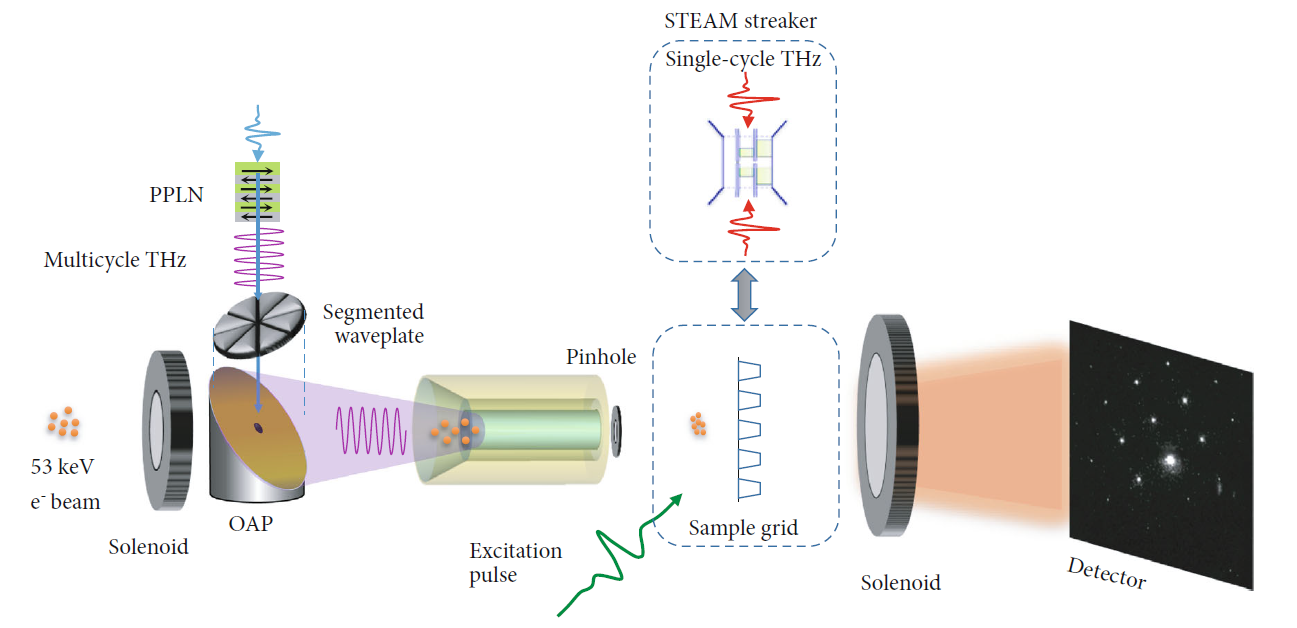 STEAM streaker
Single-cycle THz
PPLN
Multicycle THz
Segmented
waveplate
Pinhole
53 keV
e⁻ beam
OAP
Solenoid
Excitation
pulse
Sample grid
Solenoid
Detector